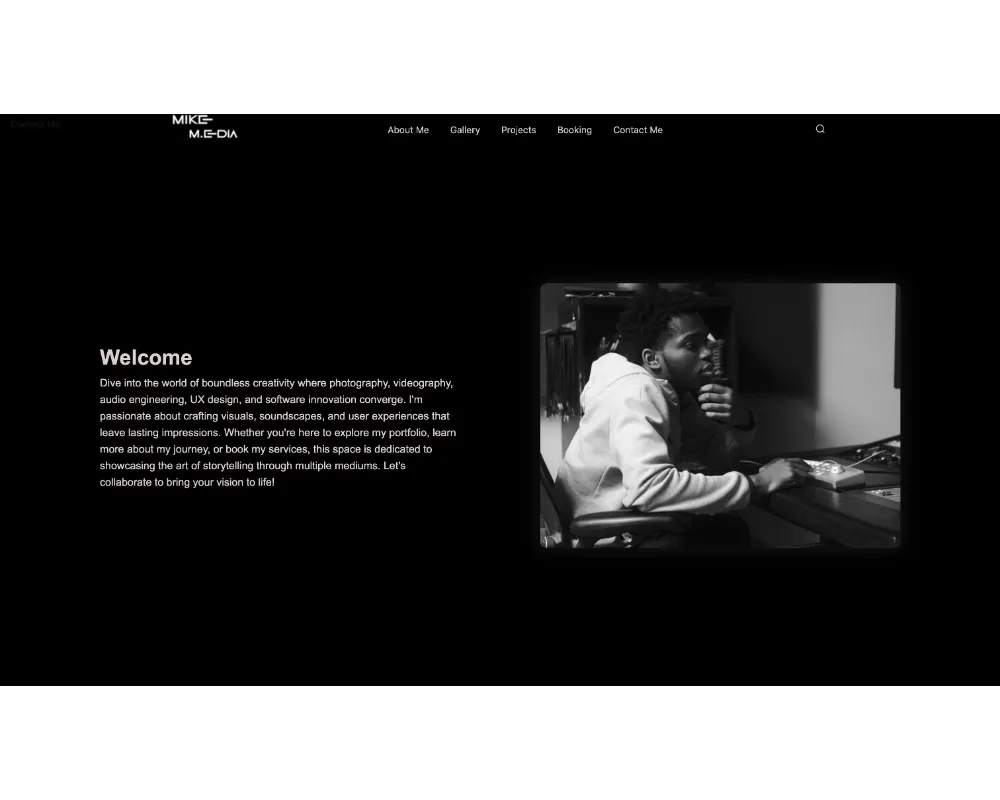 Contact Me
MIKE
M.E-DIA
About Me
Gallery
Projects
Booking
Contact Me
Welcome
Dive into the world of boundless creativity where photography, videography,
audio engineering, UX design, and software innovation converge. I'm
passionate about crafting visuals, soundscapes, and user experiences that
leave lasting impressions. Whether you're here to explore my portfolio, learn
more about my journey, or book my services, this space is dedicated to
showcasing the art of storytelling through multiple mediums. Let's
collaborate to bring your vision to life!